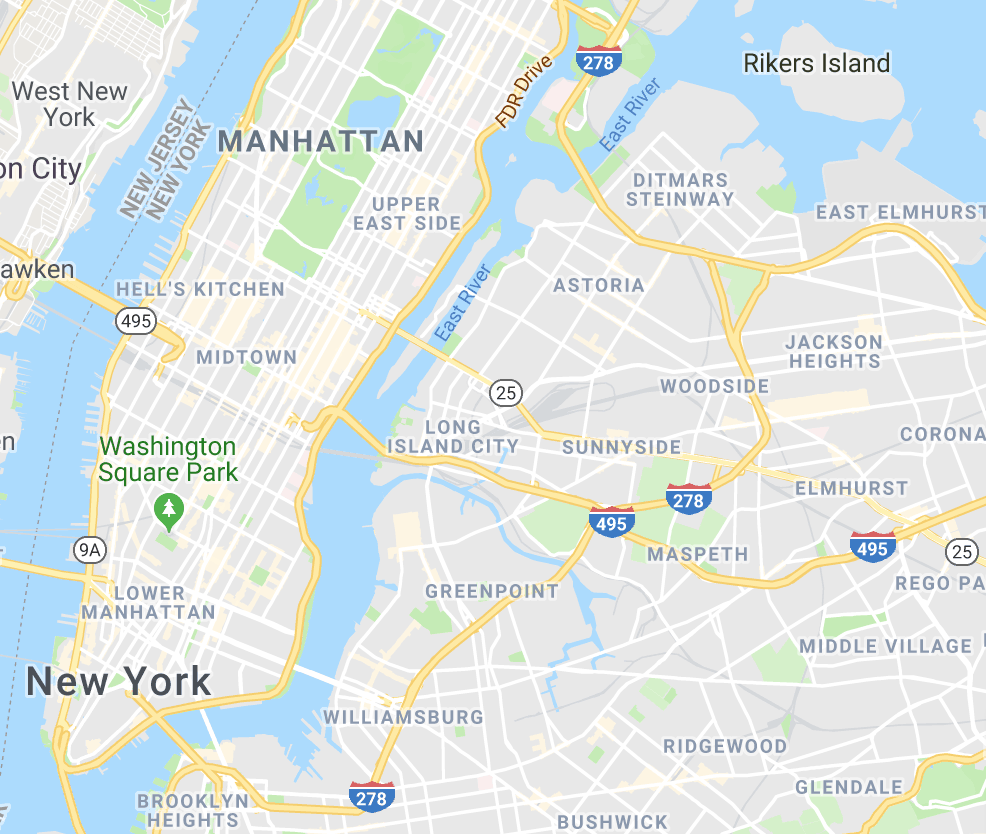 278
Rikers Island
FDR Drive
West New
York
East River
NEW JERSEY
NEW YORK
MANHATTAN
on City
DITMARS
STEINWAY
UPPER
EAST SIDE
EAST ELMHURST
awken
HELL'S KITCHEN
East River
ASTORIA
495
MIDTOWN
JACKSON
HEIGHTS
WOODSIDE
25
LONG
ISLAND CITY
SUNNYSIDE
CORONA
en
Washington
Square Park
ELMHURST
278
495
9A
MASPETH
495
25
REGO PA
LOWER
MANHATTAN
GREENPOINT
MIDDLE VILLAGE
New York
WILLIAMSBURG
RIDGEWOOD
278
GLENDALE
BROOKLYN
HEIGHTS
BUSHWICK